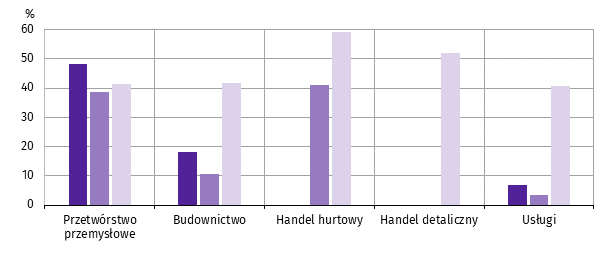 %
60
50
40
30
20
10
0
Przetwórstwo
przemysłowe
Budownictwo
Handel hurtowy
Handel detaliczny
Usługi